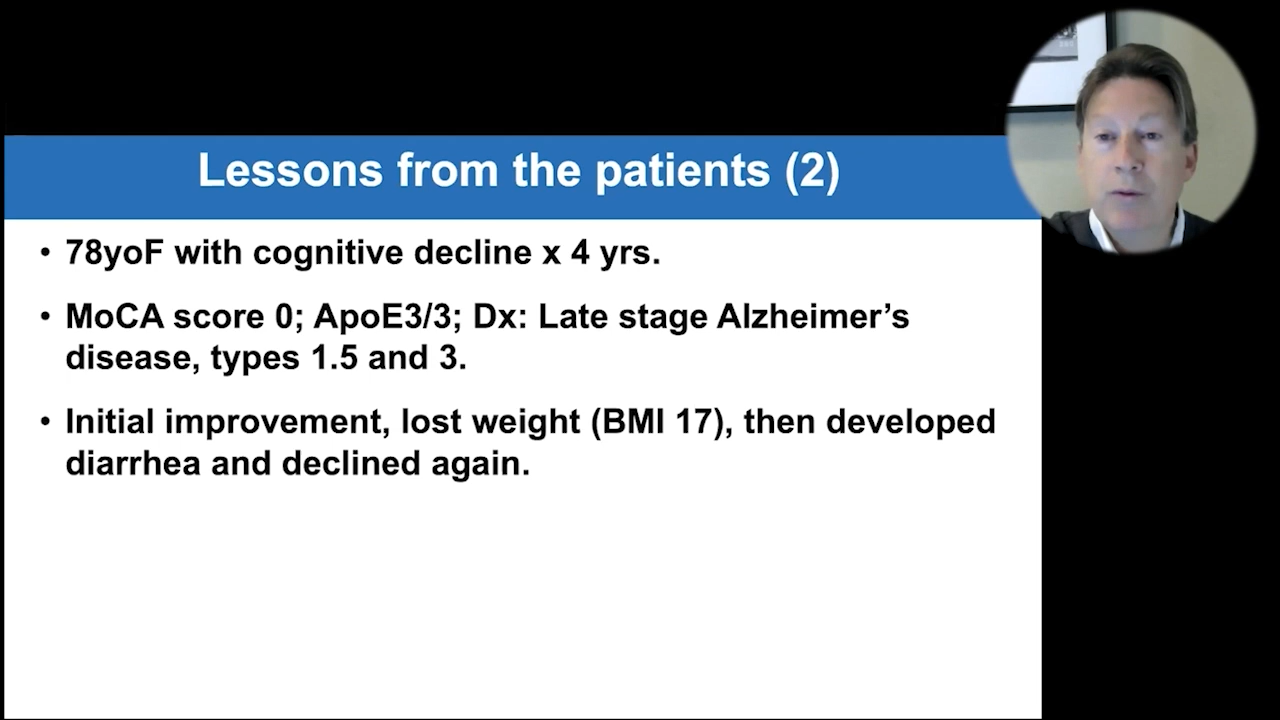 Lessons from the patients (2)
• 78yoF with cognitive decline x 4 yrs.
• MoCA score 0; ApoE3/3; Dx: Late stage Alzheimer’s
disease, types 1.5 and 3.
• Initial improvement, lost weight (BMI 17), then developed
diarrhea and declined again.